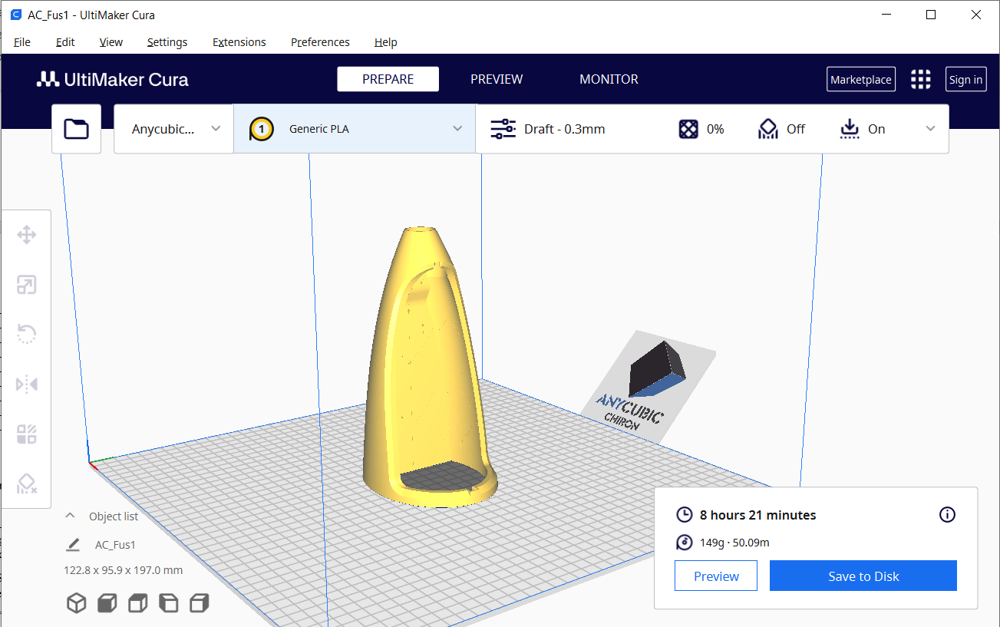 AC_Fus1 - UltiMaker Cura
File Edit View Settings Extensions Preferences Help
UltiMaker Cura PREPARE PREVIEW MONITOR Marketplace Sign in
Anycubic... 1 Generic PLA Draft - 0.3mm 0% Off On
ANYCUBIC
CHIRON
Object list
AC_Fus1
122.8 x 95.9 x 197.0 mm
8 hours 21 minutes
149g · 50.09m
Preview Save to Disk